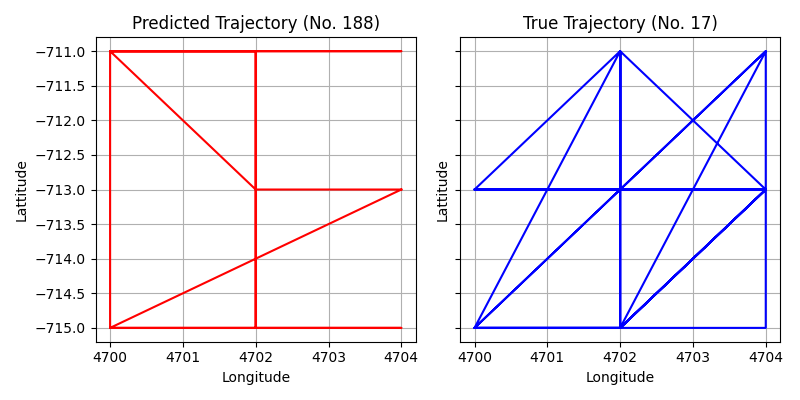 Predicted Trajectory (No. 188)
−711.0
−711.5
−712.0
−712.5
−713.0
−713.5
−714.0
−714.5
−715.0
Lattitude
4700 4701 4702 4703 4704
Longitude
True Trajectory (No. 17)
Lattitude
4700 4701 4702 4703 4704
Longitude